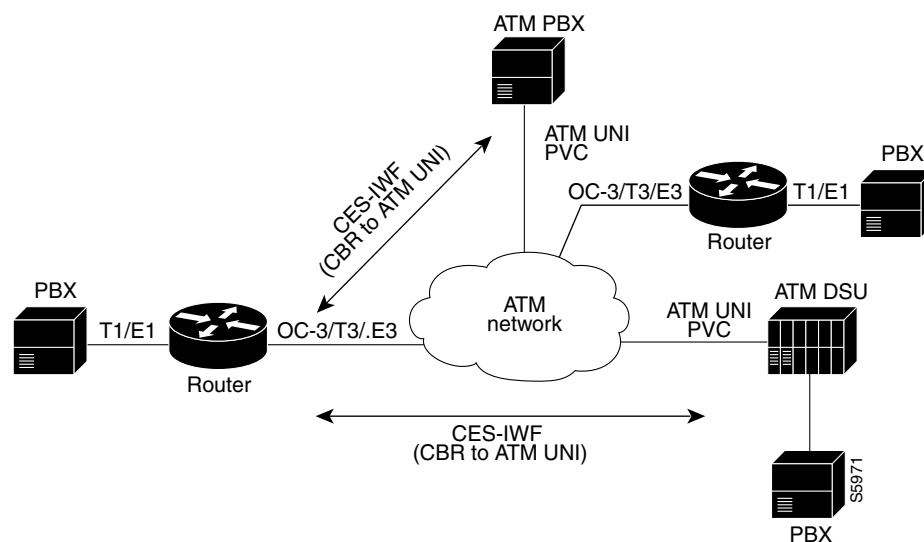 ATM PBX
ATM UNI
PVC
PBX
OC-3/T3/E3
T1/E1
Router
CES-IWF
(CBR to ATM UNI)
PBX
T1/E1
OC-3/T3/.E3
Router
ATM
network
ATM UNI
PVC
ATM DSU
CES-IWF
(CBR to ATM UNI)
S5971
PBX